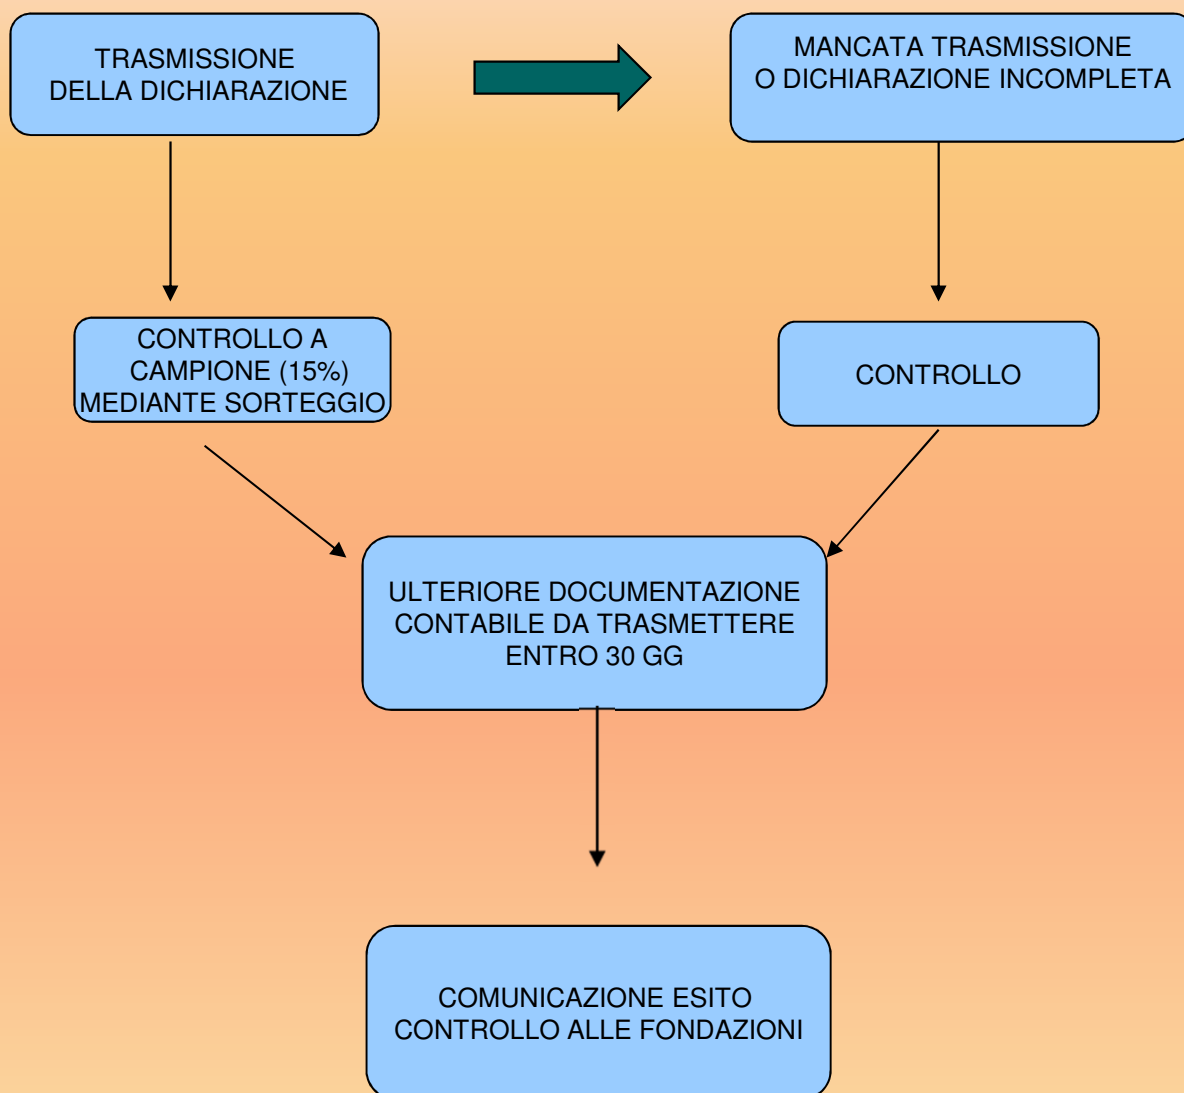 TRASMISSIONE
DELLA DICHIARAZIONE
MANCATA TRASMISSIONE
O DICHIARAZIONE INCOMPLETA
CONTROLLO A
CAMPIONE (15%)
MEDIANTE SORTEGGIO
CONTROLLO
ULTERIORE DOCUMENTAZIONE
CONTABILE DA TRASMETTERE
ENTRO 30 GG
COMUNICAZIONE ESITO
CONTROLLO ALLE FONDAZIONI